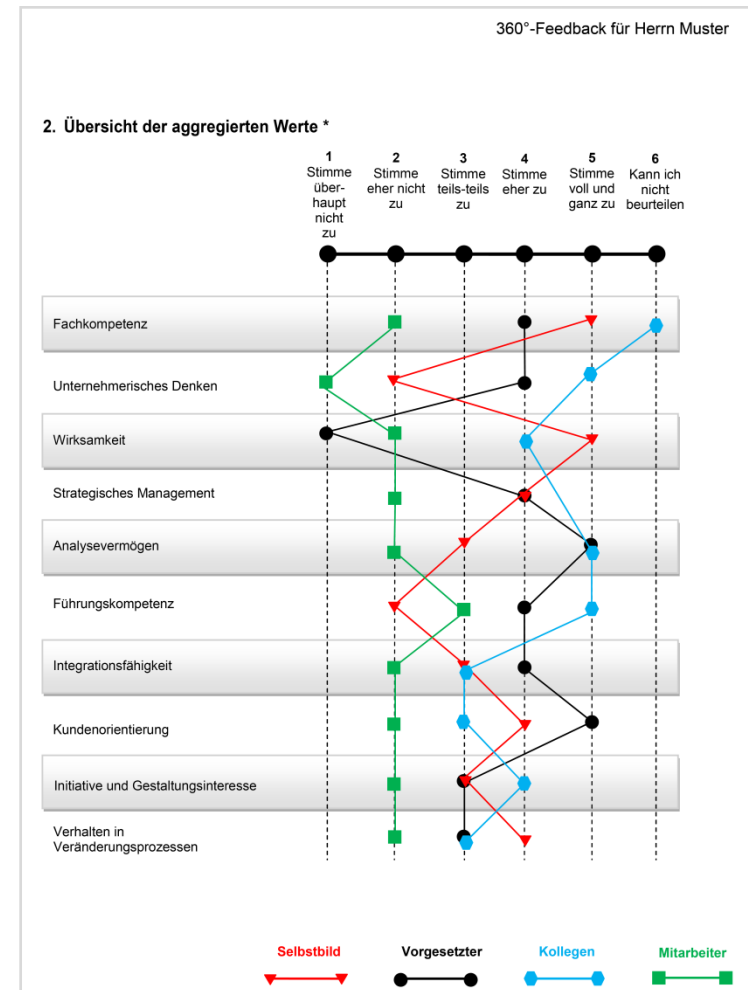 360°-Feedback für Herrn Muster
2. Übersicht der aggregierten Werte *
1
Stimme
über-
haupt
nicht
zu
2
Stimme
eher nicht
zu
3
Stimme
teils-teils
zu
4
Stimme
eher zu
5
Stimme
voll und
ganz zu
6
Kann ich
nicht
beurteilen
Fachkompetenz
Unternehmerisches Denken
Wirksamkeit
Strategisches Management
Analysevermögen
Führungskompetenz
Integrationsfähigkeit
Kundenorientierung
Initiative und Gestaltungsinteresse
Verhalten in
Veränderungsprozessen
Selbstbild
Vorgesetzter
Kollegen
Mitarbeiter